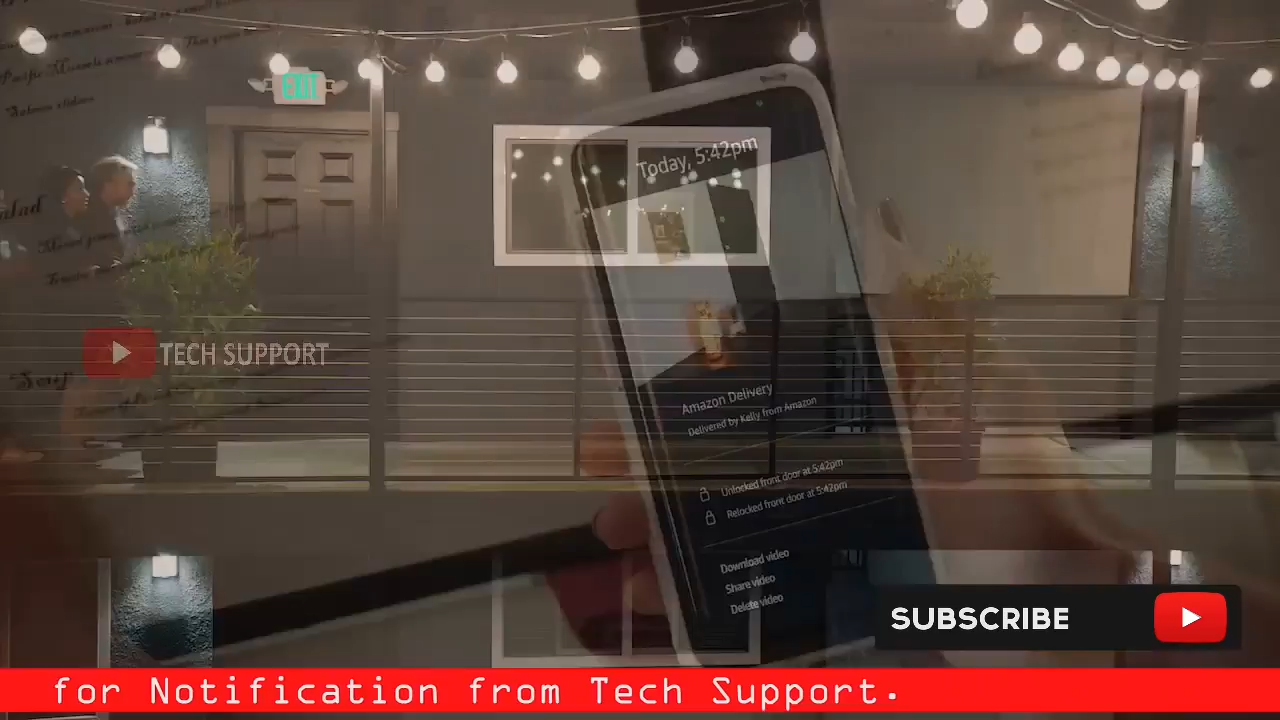 EXIT
Today, 5:42pm
TECH SUPPORT
Amazon Delivery
Delivered by Kelly from Amazon
Unlocked front door at 5:42pm
Relocked front door at 5:42pm
Download video
Share video
Delete video
SUBSCRIBE
for Notification from Tech Support.